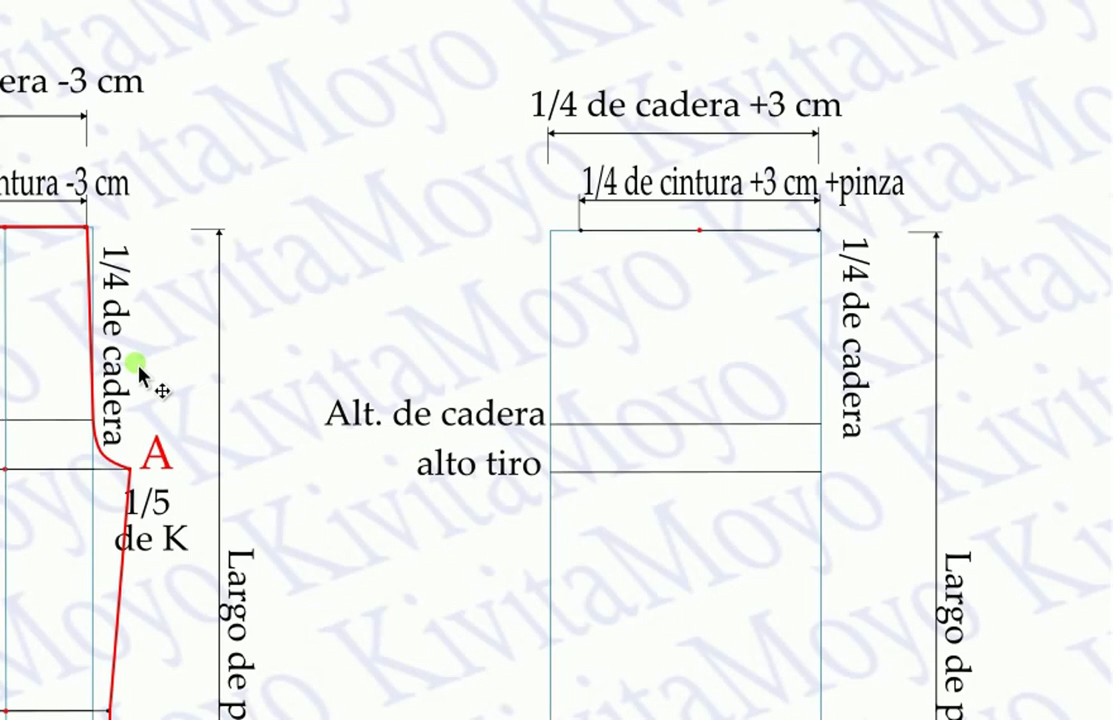 era -3 cm
ntura -3 cm
1/4 de cadera
A
1/5
de K
Largo de p
1/4 de cadera +3 cm
1/4 de cintura +3 cm +pinza
1/4 de cadera
Alt. de cadera
alto tiro
Largo de p
KivitaMoyo